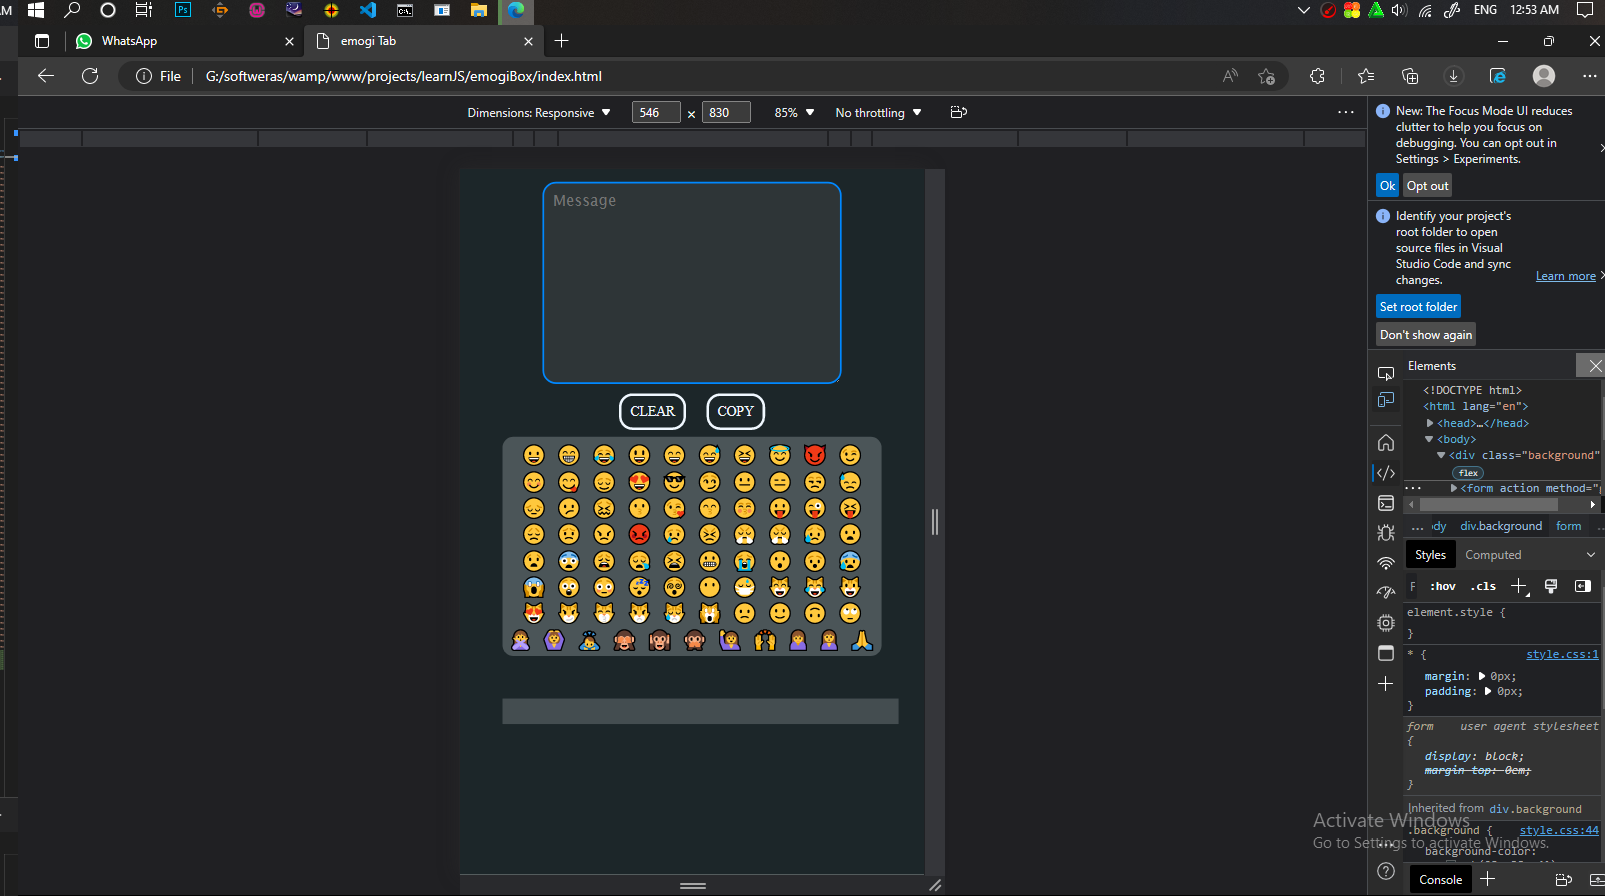 AM
Ps
C:\
ENG
12:53 AM
WhatsApp
emogi Tab
File
G:/softweras/wamp/www/projects/learnJS/emogiBox/index.html
Dimensions: Responsive
546
x
830
85%
No throttling
Message
CLEAR
COPY
New: The Focus Mode UI reduces
clutter to help you focus on
debugging. You can opt out in
Settings > Experiments.
Ok
Opt out
Identify your project's
root folder to open
source files in Visual
Studio Code and sync
changes.
Learn more
Set root folder
Don't show again
Elements
<!DOCTYPE html>
<html lang="en">
<head>…</head>
<body>
<div class="background"
flex
<form action method="
... dy div.background form
Styles
Computed
F :hov .cls
element.style {
}
* { style.css:1
margin: 0px;
padding: 0px;
}
form user agent stylesheet
{
display: block;
margin-top: 0em;
}
Inherited from div.background
.background { style.css:44
background-color:
Activate Windows
Go to Settings to activate Windows.
Console